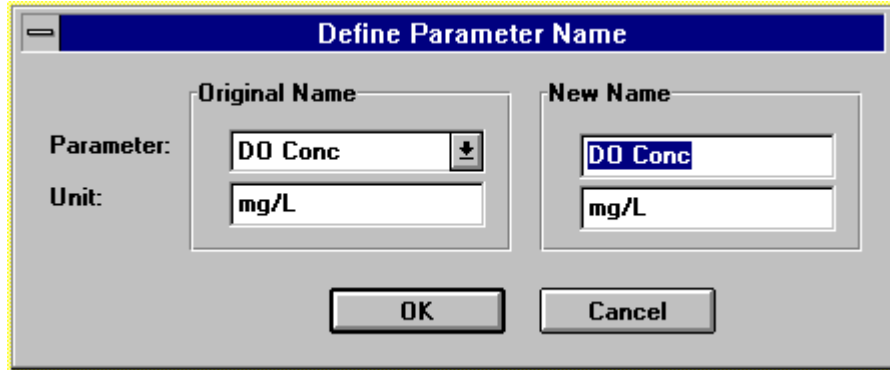 Define Parameter Name
Original Name
New Name
Parameter:
DO Conc
DO Conc
Unit:
mg/L
mg/L
OK
Cancel